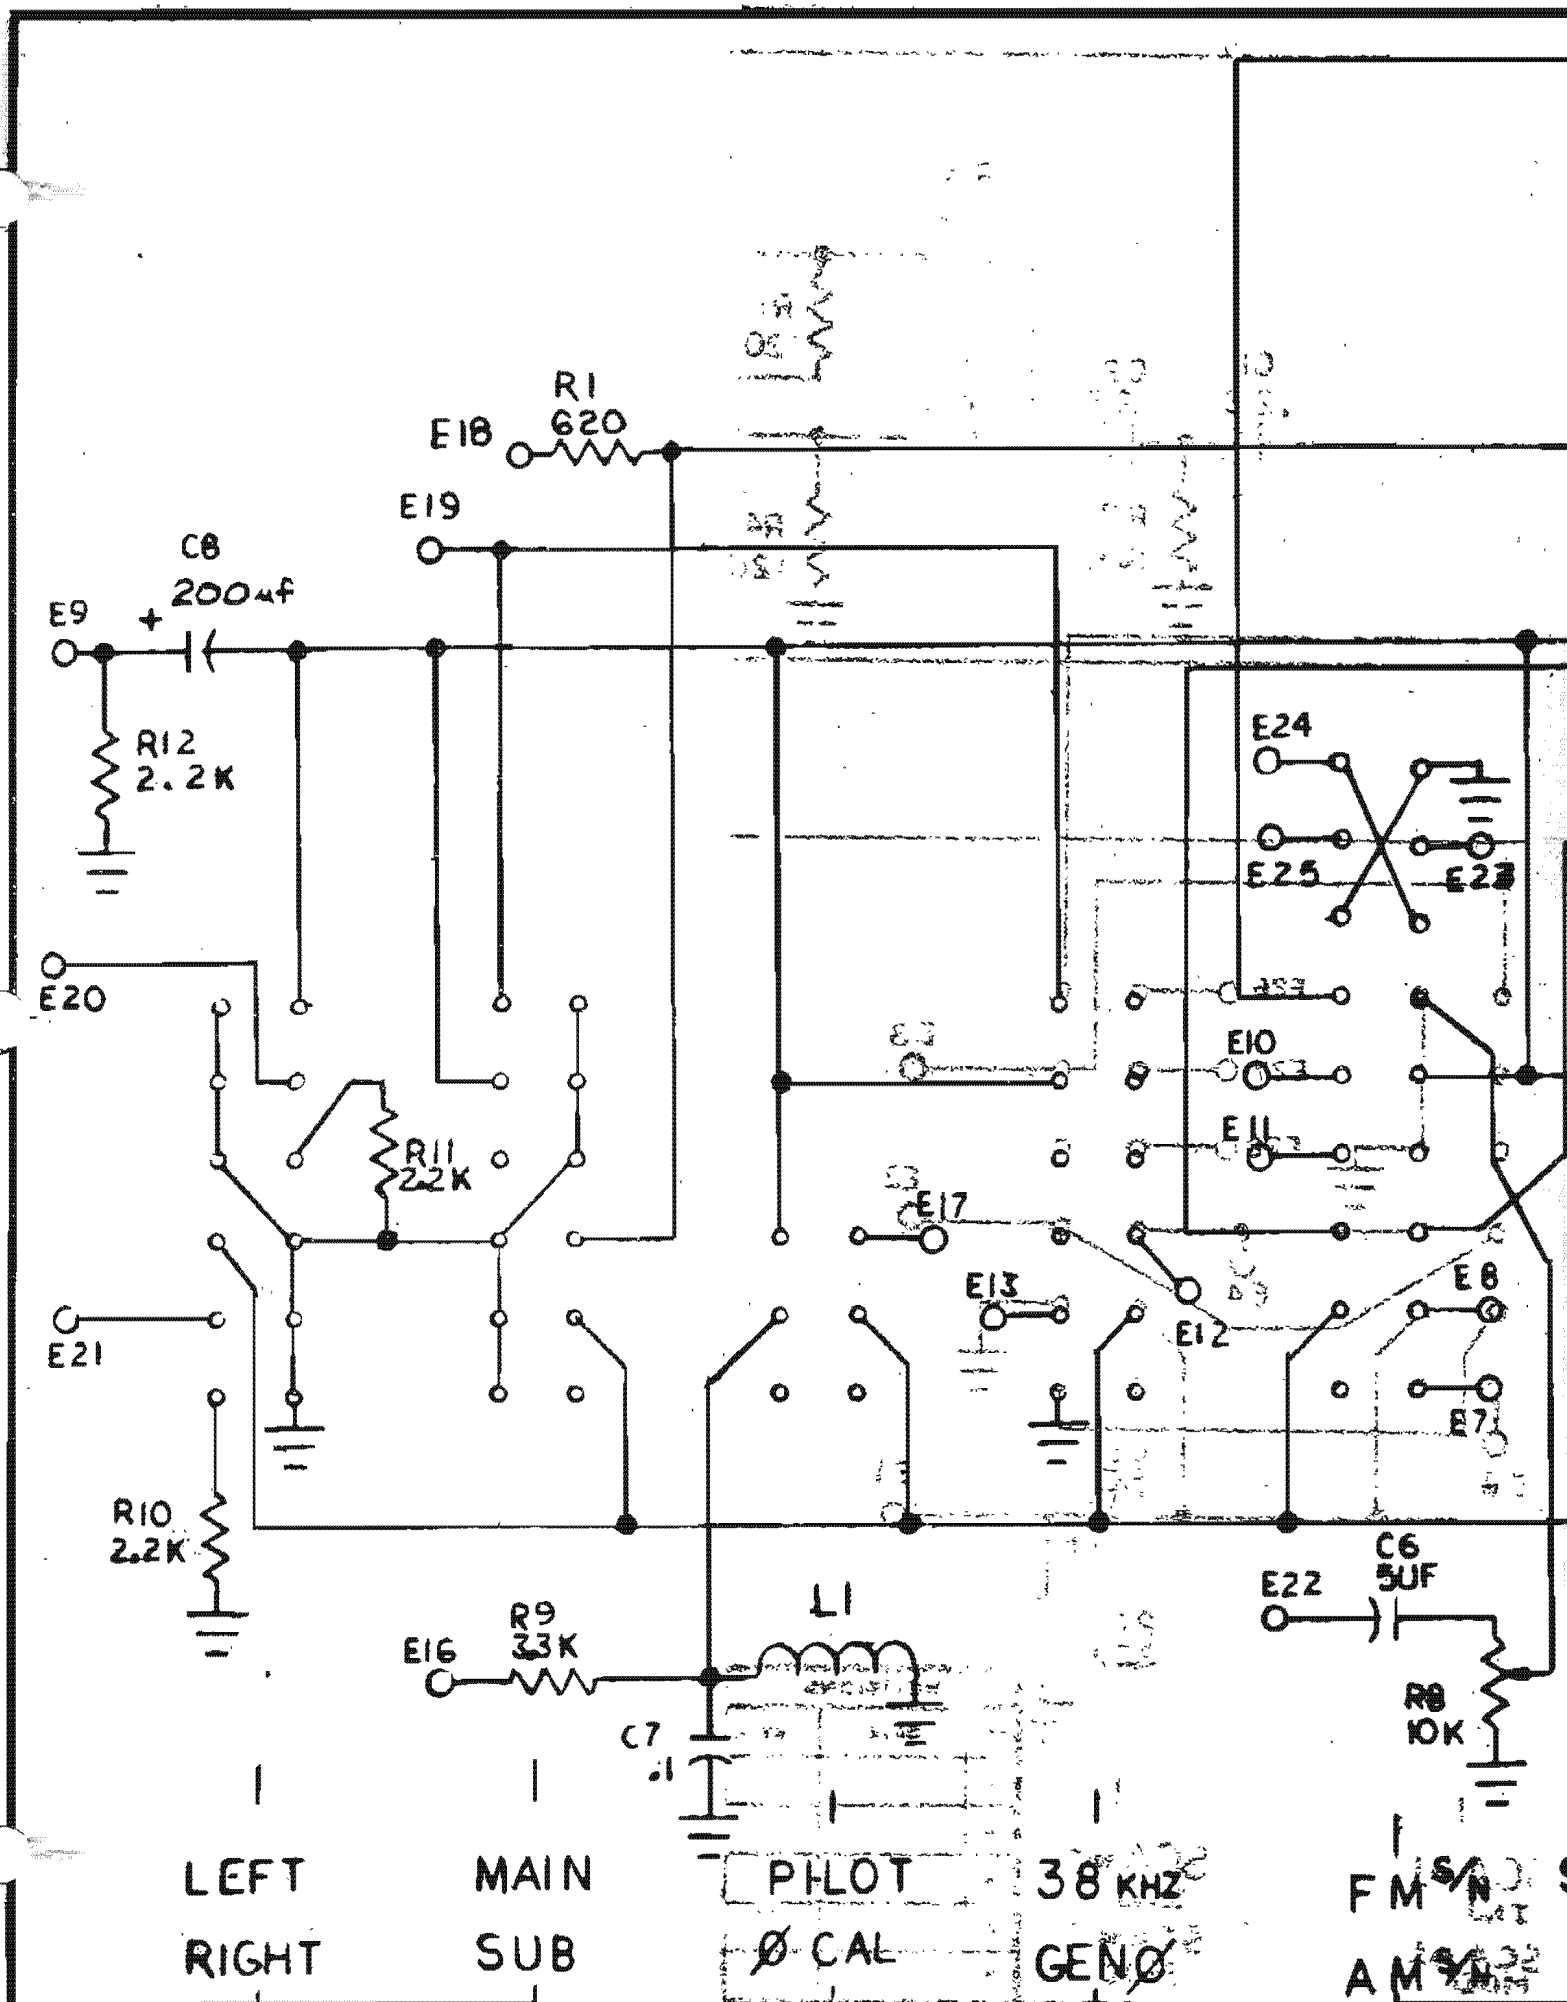 R1
620
E18
E19
C8
200uf
E9
+
R12
2.2K
E24
E25
E23
E20
E10
R11
2.2K
E11
E17
E13
E8
E12
E21
E7
R10
2.2K
C6
5UF
E22
L1
R9
33K
E16
R8
10K
C7
.1
LEFT
MAIN
PILOT
38 KHZ
FM S/N
RIGHT
SUB
Ø CAL
GENØ
AM S/N